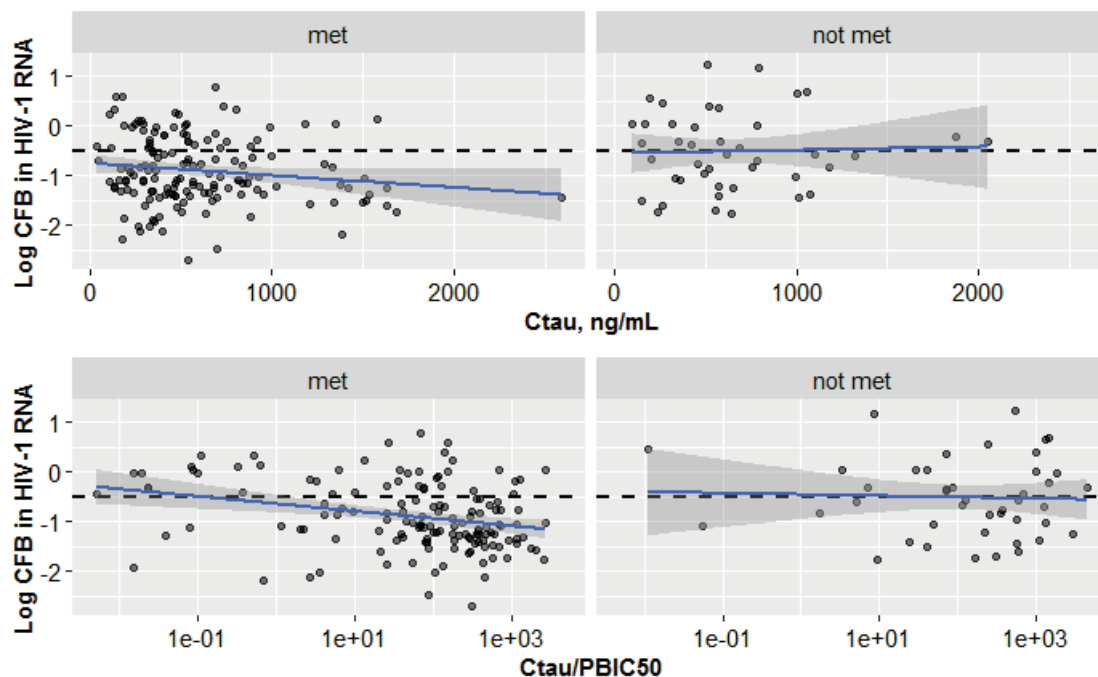 met
not met
Log CFB in HIV-1 RNA
1
0
-1
-2
0
1000
2000
0
1000
2000
Ctau, ng/mL
met
not met
Log CFB in HIV-1 RNA
1
0
-1
-2
1e-01
1e+01
1e+03
1e-01
1e+01
1e+03
Ctau/PBIC50